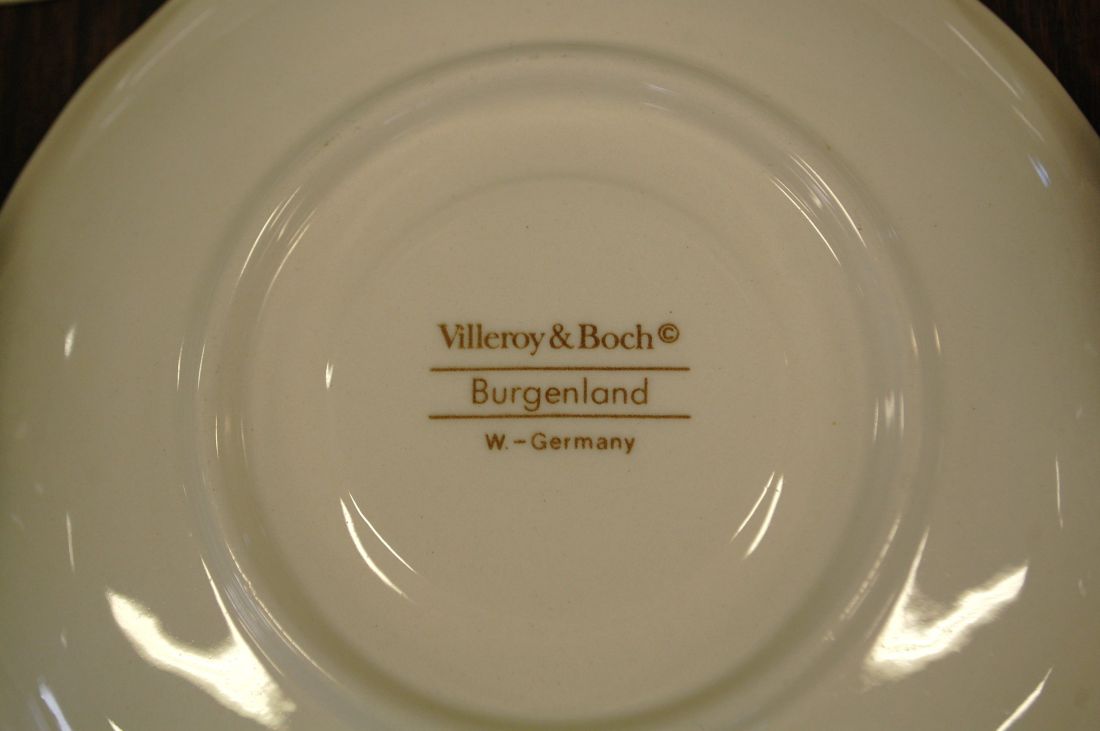 Villeroy & Boch©
Burgenland
W.-Germany